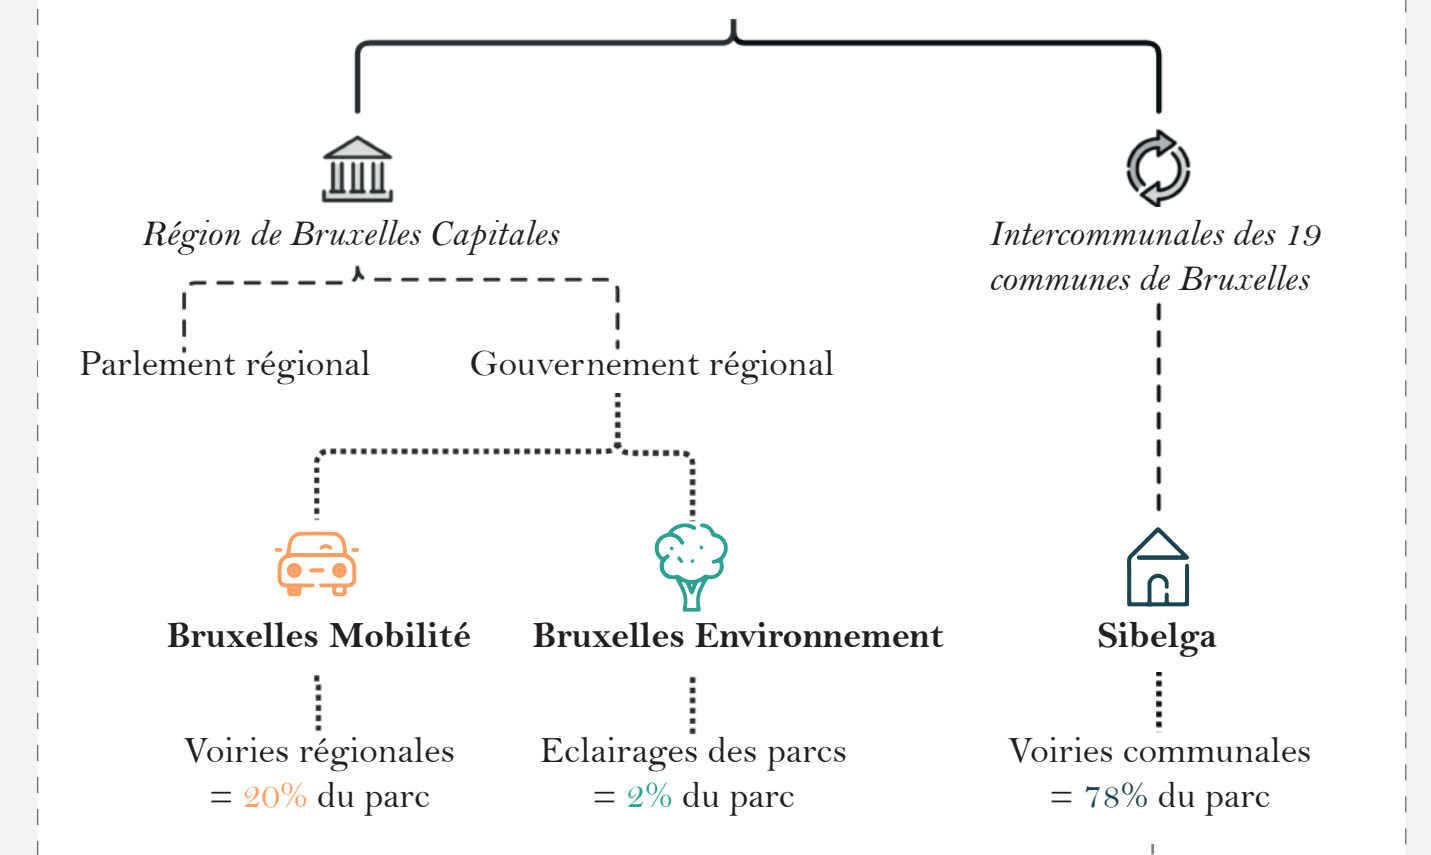 Région de Bruxelles Capitales
Intercommunales des 19
communes de Bruxelles
Parlement régional
Gouvernement régional
Bruxelles Mobilité
Bruxelles Environnement
Sibelga
Voiries régionales
= 20% du parc
Eclairages des parcs
= 2% du parc
Voiries communales
= 78% du parc